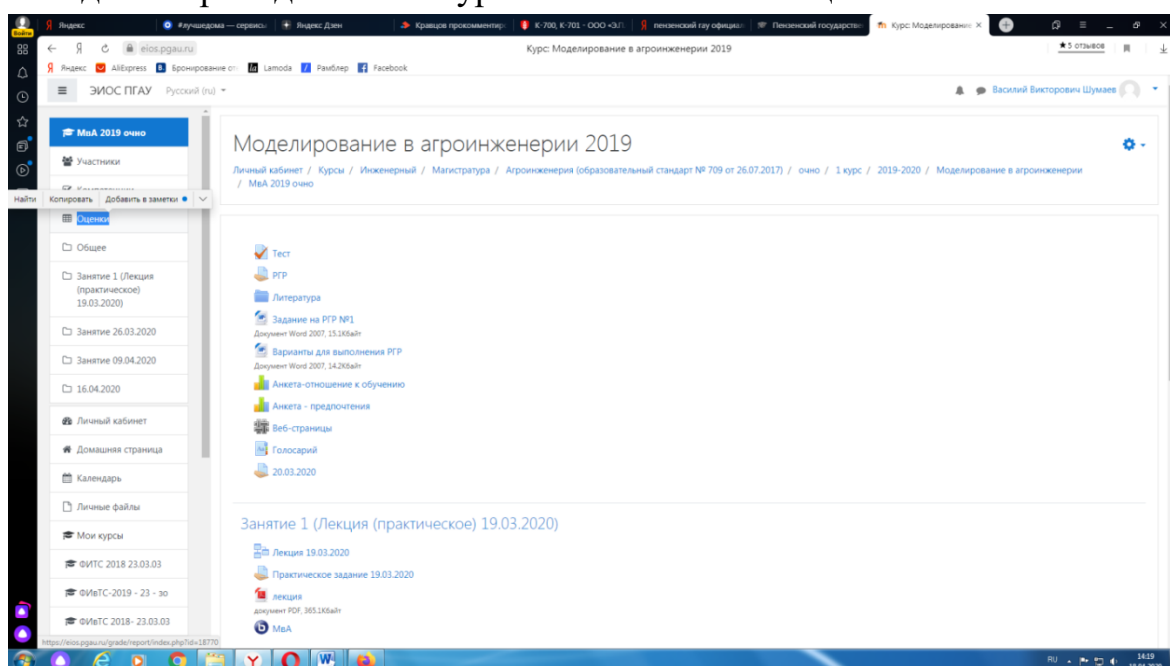 Войти
Яндекс
#лучшедома — сервисы
Яндекс Дзен
Кравцов прокомментир
К-700, К-701 - ООО «ЗЛ
пензенский гау официал
Пензенский государстве
Курс: Моделирование
eios.pgau.ru
Курс: Моделирование в агроинженерии 2019
★5 отзывов
Яндекс
AliExpress
Бронирование от
Lamoda
Рамблер
Facebook
ЭИОС ПГАУ
Русский (ru)
Василий Викторович Шумаев
МвА 2019 очно
Участники
Найти
Копировать
Добавить в заметки
Оценки
Общее
Занятие 1 (Лекция
(практическое)
19.03.2020)
Занятие 26.03.2020
Занятие 09.04.2020
16.04.2020
Личный кабинет
Домашняя страница
Календарь
Личные файлы
Мои курсы
ФИТС 2018 23.03.03
ФИвТС-2019 - 23 - зо
ФИвТС 2018- 23.03.03
https://eios.pgau.ru/grade/report/index.php?id=18770
Моделирование в агроинженерии 2019
Личный кабинет / Курсы / Инженерный / Магистратура / Агроинженерия (образовательный стандарт № 709 от 26.07.2017) / очно / 1 курс / 2019-2020 / Моделирование в агроинженерии
/ МвА 2019 очно
Тест
РГР
Литература
Задание на РГР №1
Документ Word 2007, 15.1Кбайт
Варианты для выполнения РГР
Документ Word 2007, 14.2Кбайт
Анкета-отношение к обучению
Анкета - предпочтения
Веб-страницы
Голосарий
20.03.2020
Занятие 1 (Лекция (практическое) 19.03.2020)
Лекция 19.03.2020
Практическое задание 19.03.2020
лекция
документ PDF, 365.1Кбайт
МвА
RU
14:19